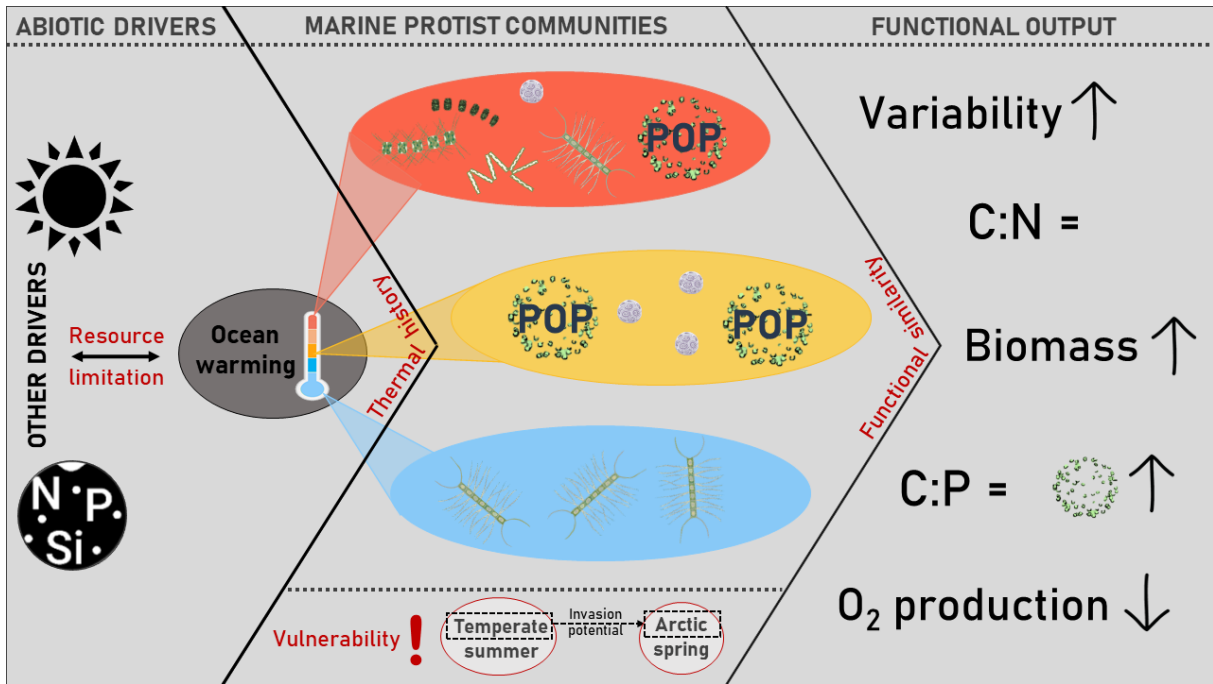 ABIOTIC DRIVERS
MARINE PROTIST COMMUNITIES
FUNCTIONAL OUTPUT
OTHER DRIVERS
Resource
limitation
N P
Si
Ocean
warming
Thermal history
POP
POP
POP
Vulnerability !
Temperate
summer
Invasion
potential
Arctic
spring
Functional similarity
Variability ↑
C:N =
Biomass ↑
C:P = ↑
O₂ production ↓